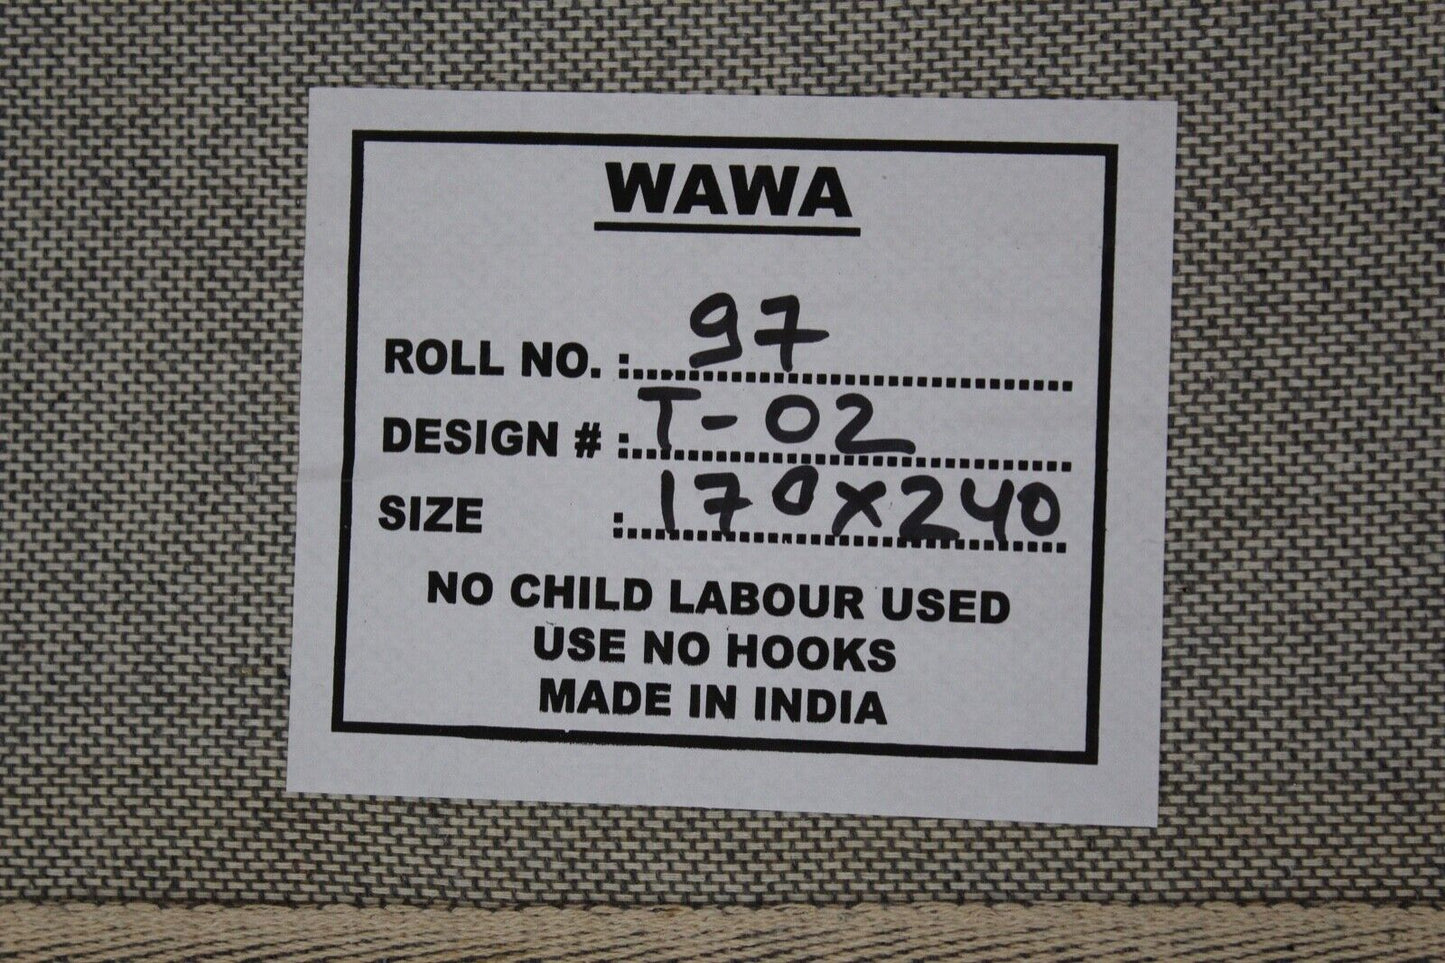 WAWA
ROLL NO. : 97
DESIGN # : T-02
SIZE : 170x240
NO CHILD LABOUR USED
USE NO HOOKS
MADE IN INDIA